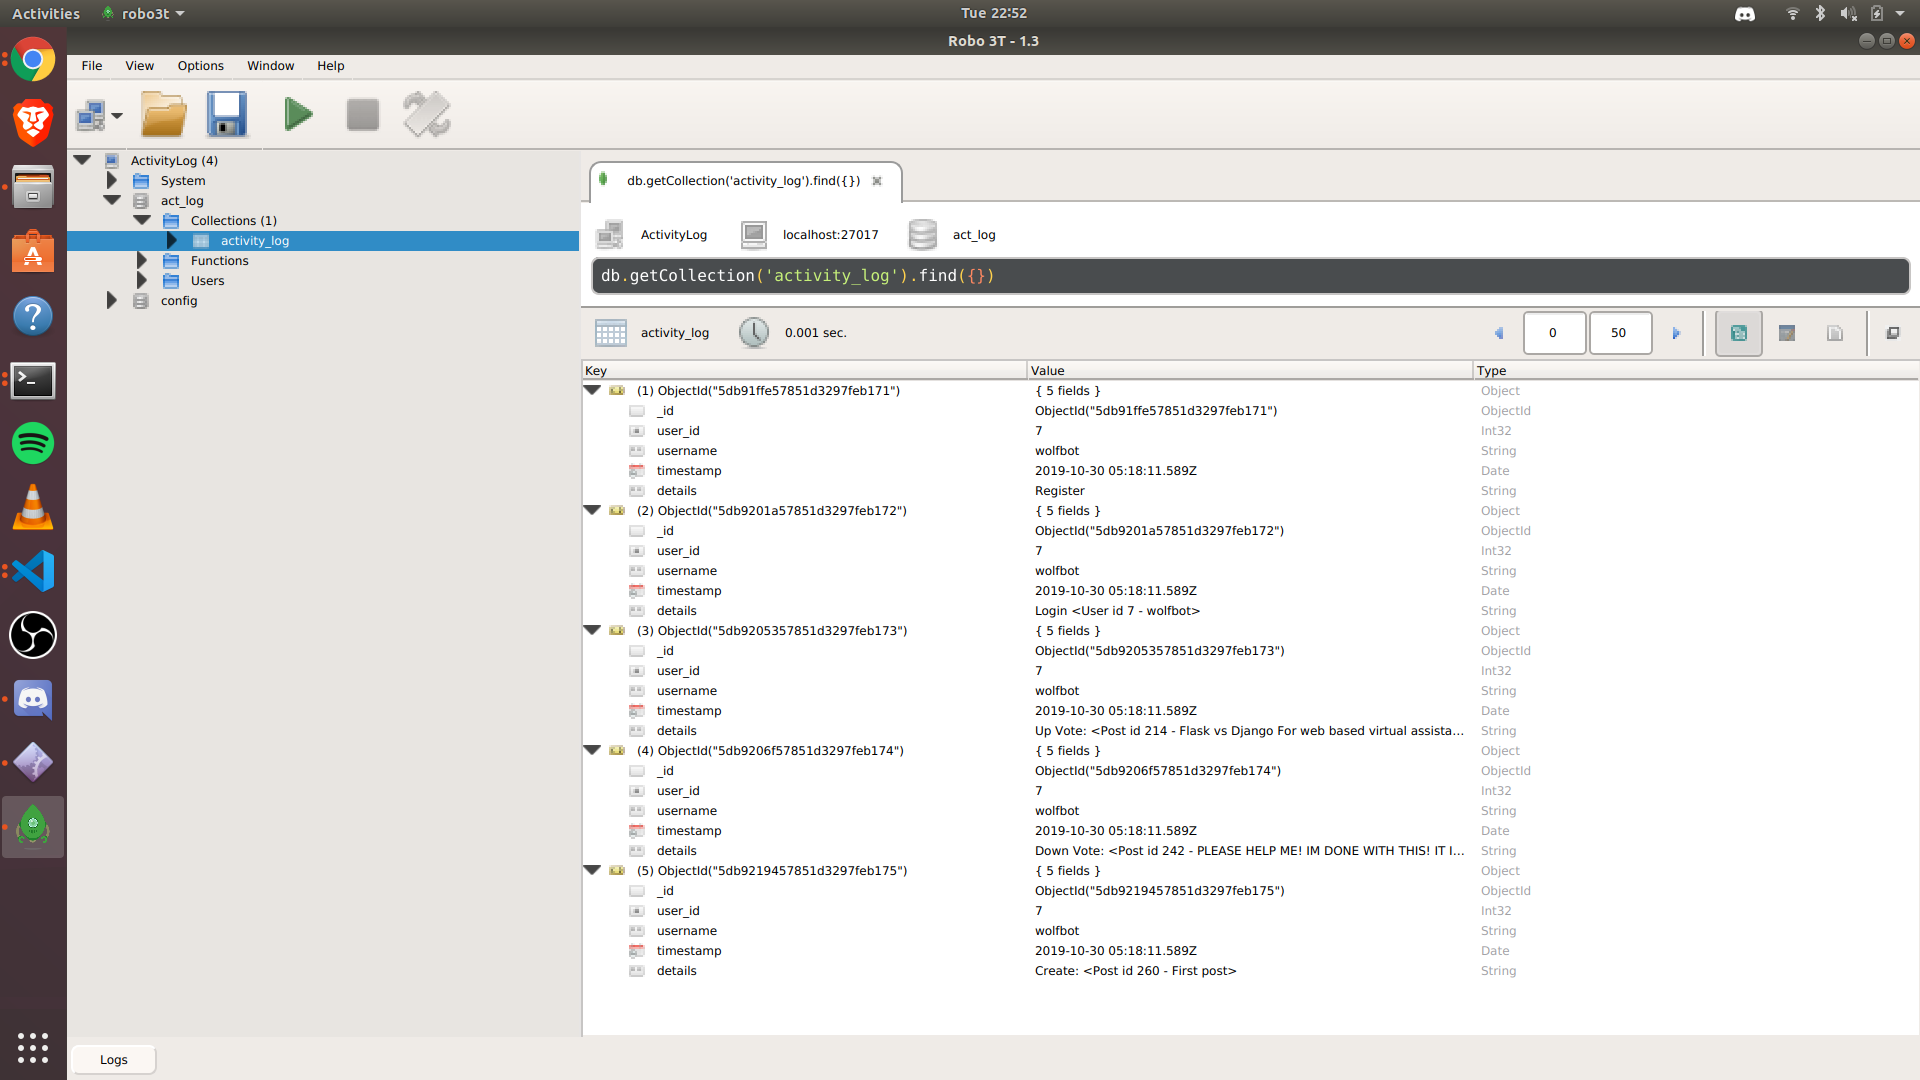 Activities robo3t Tue 22:52
Robo 3T - 1.3
File View Options Window Help
ActivityLog (4)
System
act_log
Collections (1)
activity_log
Functions
Users
config
db.getCollection('activity_log').find({})
ActivityLog localhost:27017 act_log
db.getCollection('activity_log').find({})
activity_log 0.001 sec. 0 50
Key Value Type
(1) ObjectId("5db91ffe57851d3297feb171") { 5 fields } Object
_id ObjectId("5db91ffe57851d3297feb171") ObjectId
user_id 7 Int32
username wolfbot String
timestamp 2019-10-30 05:18:11.589Z Date
details Register String
(2) ObjectId("5db9201a57851d3297feb172") { 5 fields } Object
_id ObjectId("5db9201a57851d3297feb172") ObjectId
user_id 7 Int32
username wolfbot String
timestamp 2019-10-30 05:18:11.589Z Date
details Login <User id 7 - wolfbot> String
(3) ObjectId("5db9205357851d3297feb173") { 5 fields } Object
_id ObjectId("5db9205357851d3297feb173") ObjectId
user_id 7 Int32
username wolfbot String
timestamp 2019-10-30 05:18:11.589Z Date
details Up Vote: <Post id 214 - Flask vs Django For web based virtual assista... String
(4) ObjectId("5db9206f57851d3297feb174") { 5 fields } Object
_id ObjectId("5db9206f57851d3297feb174") ObjectId
user_id 7 Int32
username wolfbot String
timestamp 2019-10-30 05:18:11.589Z Date
details Down Vote: <Post id 242 - PLEASE HELP ME! IM DONE WITH THIS! IT I... String
(5) ObjectId("5db9219457851d3297feb175") { 5 fields } Object
_id ObjectId("5db9219457851d3297feb175") ObjectId
user_id 7 Int32
username wolfbot String
timestamp 2019-10-30 05:18:11.589Z Date
details Create: <Post id 260 - First post> String
Logs